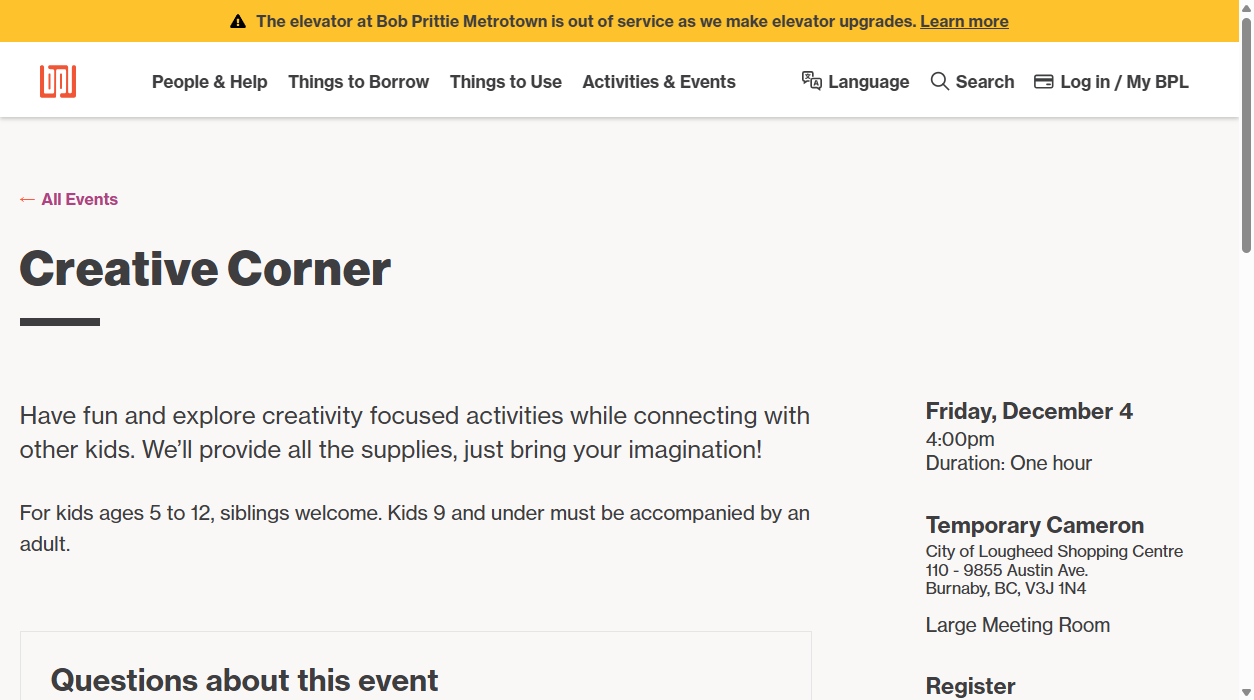 The elevator at Bob Prittie Metrotown is out of service as we make elevator upgrades. Learn more
People & Help Things to Borrow Things to Use Activities & Events Language Search Log in / My BPL
← All Events
Creative Corner
Have fun and explore creativity focused activities while connecting with
other kids. We’ll provide all the supplies, just bring your imagination!
For kids ages 5 to 12, siblings welcome. Kids 9 and under must be accompanied by an
adult.
Questions about this event
Friday, December 4
4:00pm
Duration: One hour
Temporary Cameron
City of Lougheed Shopping Centre
110 - 9855 Austin Ave.
Burnaby, BC, V3J 1N4
Large Meeting Room
Register